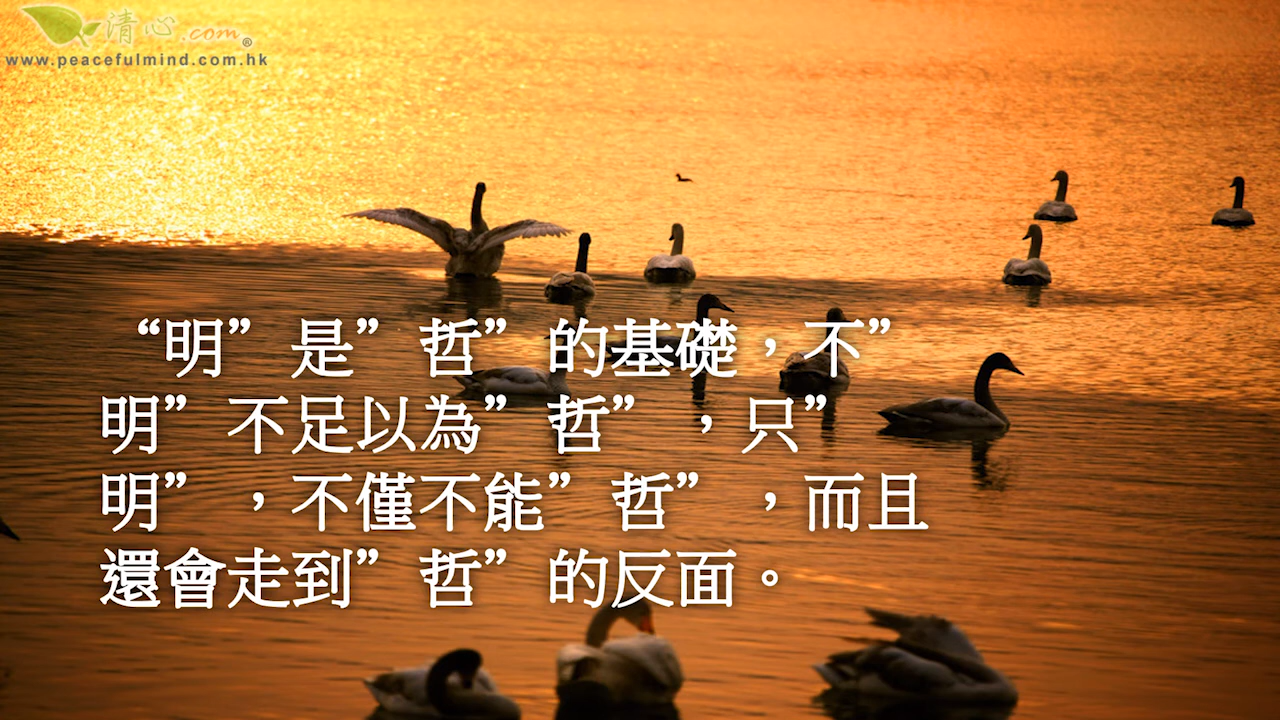 清心.com®
www.peacefulmind.com.hk
“明”是”哲”的基礎，不”
明”不足以為”哲”，只”
明”，不僅不能”哲”，而且
還會走到”哲”的反面。